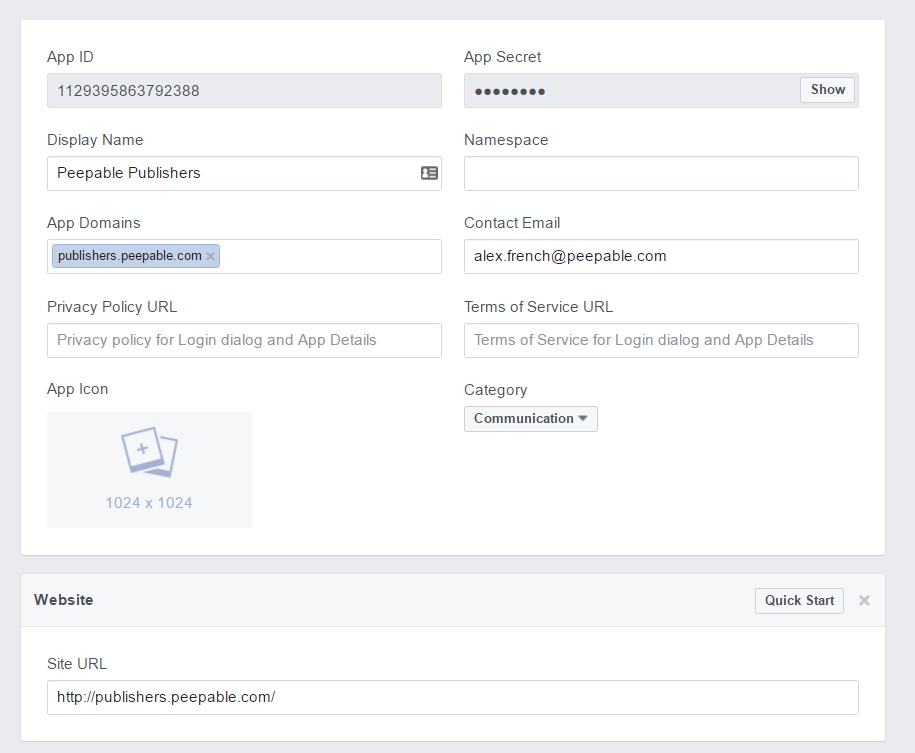 App ID
App Secret
1129395863792388
●●●●●●●●
Show
Display Name
Namespace
Peepable Publishers
App Domains
Contact Email
publishers.peepable.com ×
alex.french@peepable.com
Privacy Policy URL
Terms of Service URL
Privacy policy for Login dialog and App Details
Terms of Service for Login dialog and App Details
App Icon
Category
Communication
1024 x 1024
Website
Quick Start
×
Site URL
http://publishers.peepable.com/